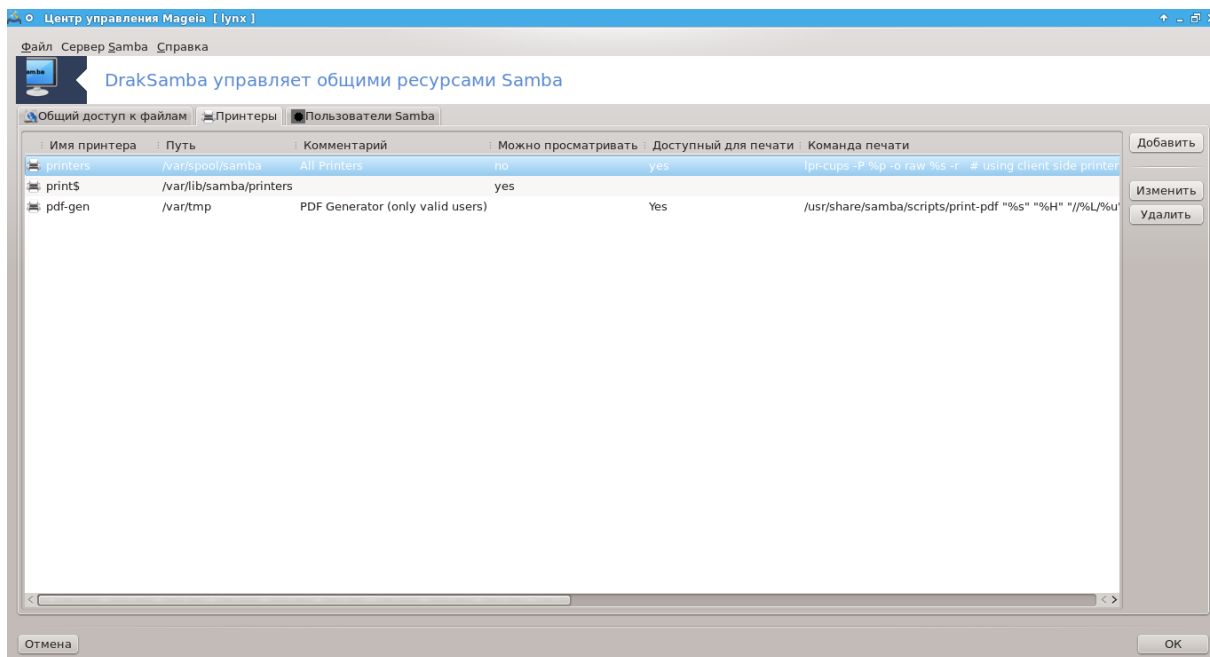 Центр управления Mageia [ lynx ]
Файл Сервер Samba Справка
DrakSamba управляет общими ресурсами Samba
Общий доступ к файлам Принтеры Пользователи Samba
Имя принтера Путь Комментарий Можно просматривать Доступный для печати Команда печати
printers /var/spool/samba All Printers no yes lpr-cups -P %p -o raw %s -r # using client side printer
print$ /var/lib/samba/printers yes
pdf-gen /var/tmp PDF Generator (only valid users) Yes /usr/share/samba/scripts/print-pdf "%s" "%H" "//%L/%u"
Добавить
Изменить
Удалить
Отмена
OK